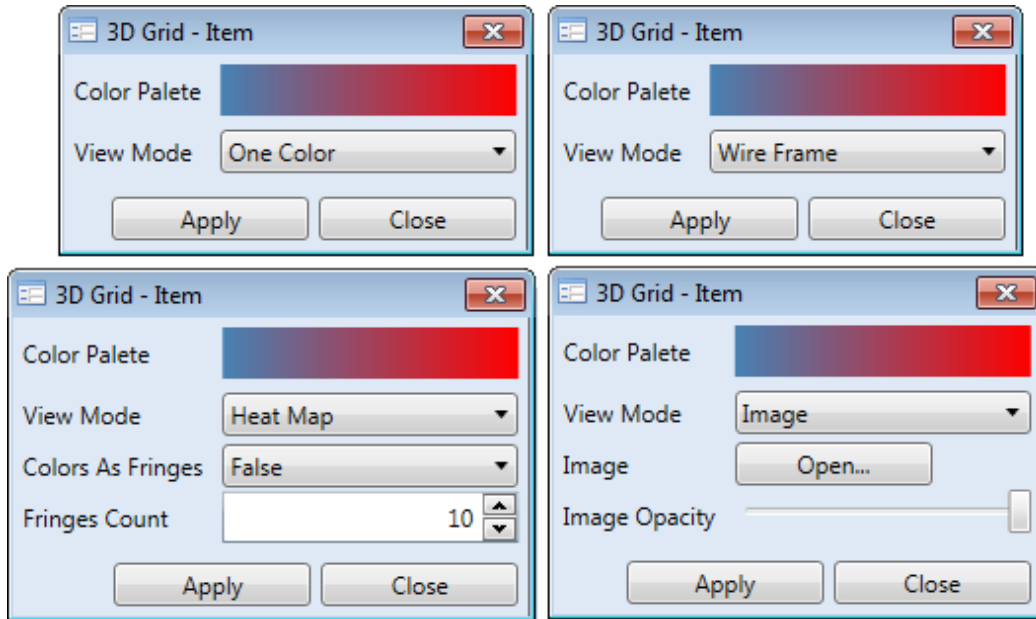 3D Grid - Item
Color Palete
View Mode One Color
Apply Close
3D Grid - Item
Color Palete
View Mode Wire Frame
Apply Close
3D Grid - Item
Color Palete
View Mode Heat Map
Colors As Fringes False
Fringes Count 10
Apply Close
3D Grid - Item
Color Palete
View Mode Image
Image Open...
Image Opacity
Apply Close